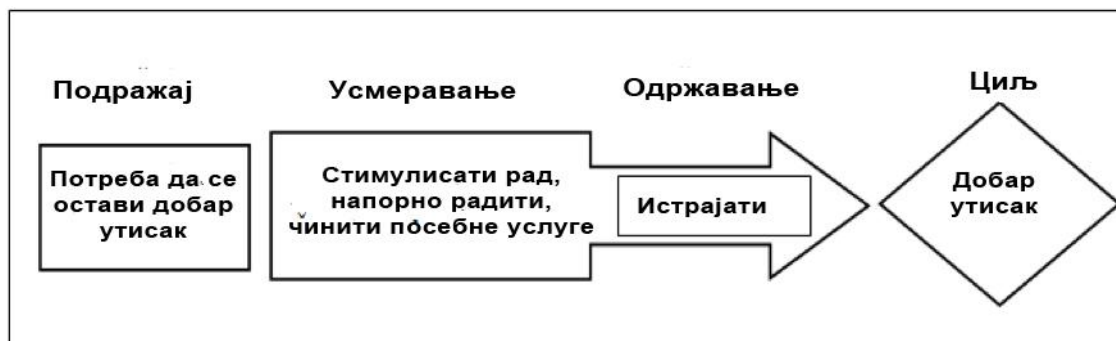 Подражај
Усмеравање
Одржавање
Циљ
Потреба да се
остави добар
утисак
Стимулисати рад,
напорно радити,
чинити посебне услуге
Истрајати
Добар
утисак